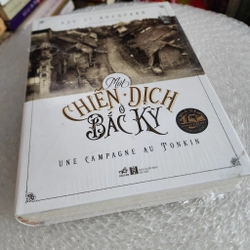 Một
CHIẾN · DỊCH
Ở
BẮC KỲ
UNE CAMPAGNE AU TONKIN